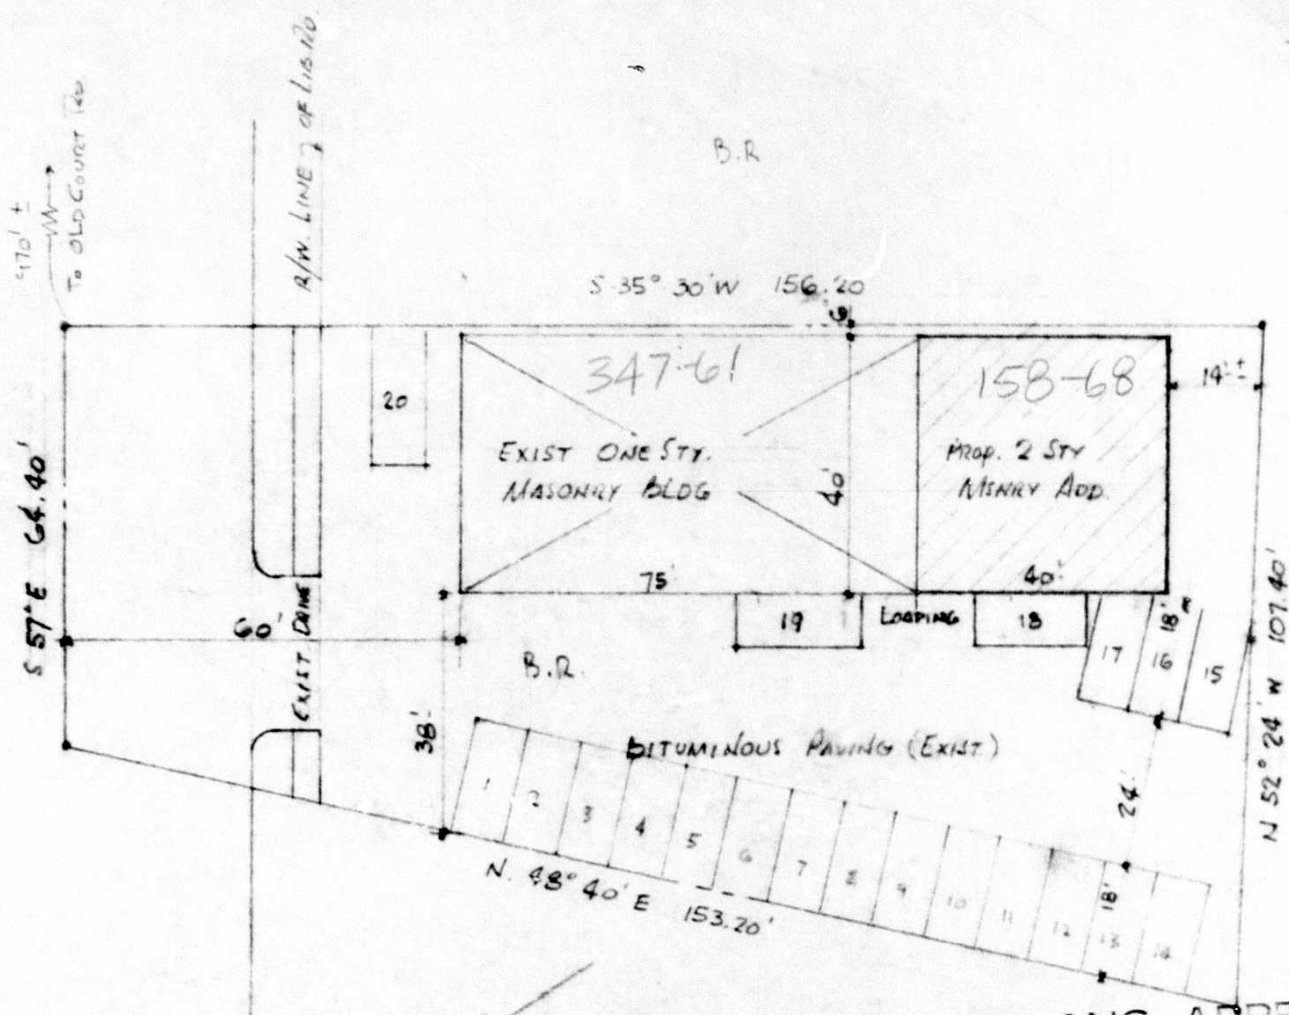 B.R
R/W. LINE OF LIB. RD.
970' ±
TO OLD COURT RD
S 35° 30' W 156.20
6'
347-61
158-68
14' ±
20
EXIST ONE STY.
MASONRY BLDG
40'
PROP. 2 STY
MSNRY ADD.
S 57° E 64.40'
75'
40'
60'
EXIST. DRIVE
19
LOADING
18
17
16
18'
15
N 52° 24' W 107.40'
B.R.
38'
BITUMINOUS PAVING (EXIST)
24'
1
2
3
4
5
6
7
8
9
10
11
12
13
18'
14
N. 48° 40' E 153.20'